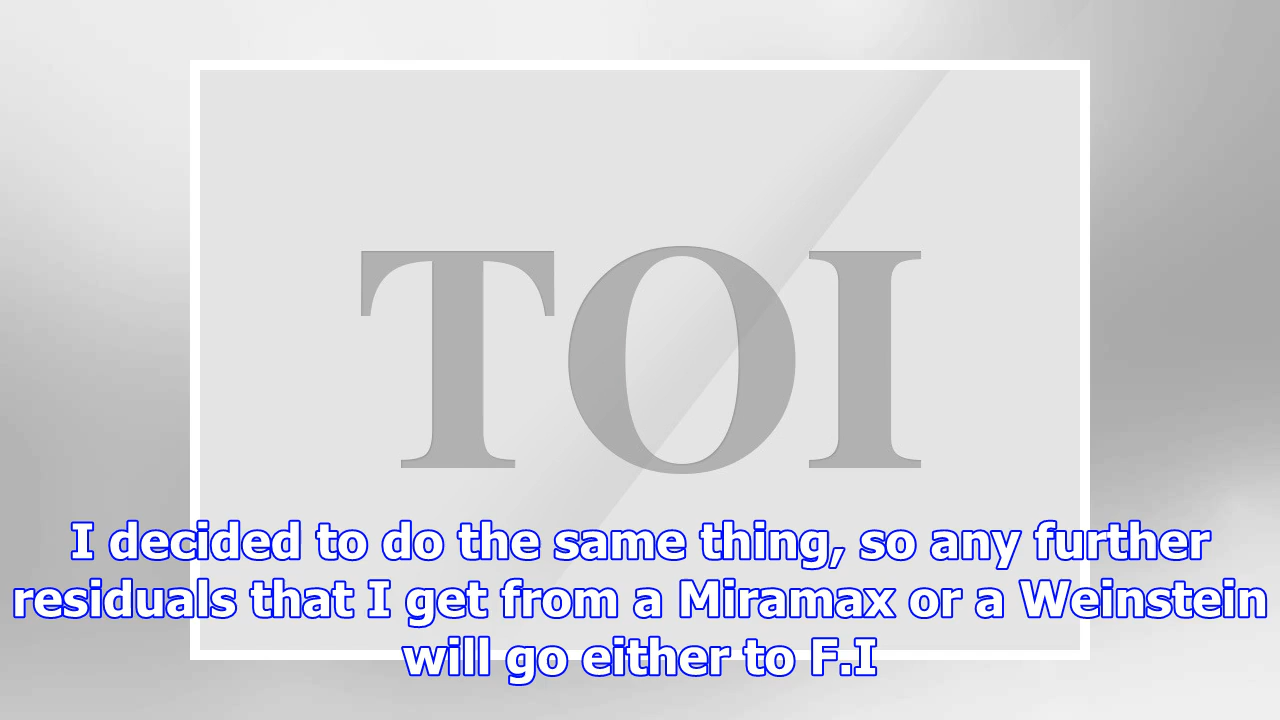 TOI
I decided to do the same thing, so any further
residuals that I get from a Miramax or a Weinstein
will go either to F.I